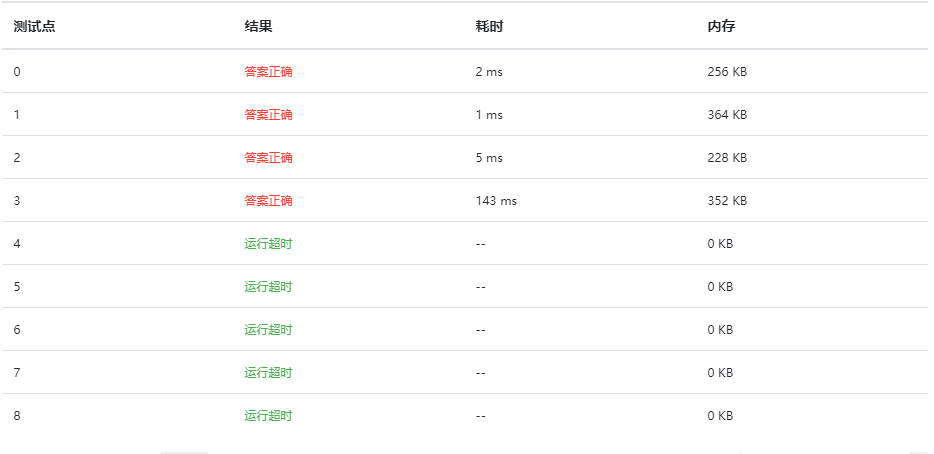 测试点 结果 耗时 内存
0 答案正确 2 ms 256 KB
1 答案正确 1 ms 364 KB
2 答案正确 5 ms 228 KB
3 答案正确 143 ms 352 KB
4 运行超时 -- 0 KB
5 运行超时 -- 0 KB
6 运行超时 -- 0 KB
7 运行超时 -- 0 KB
8 运行超时 -- 0 KB